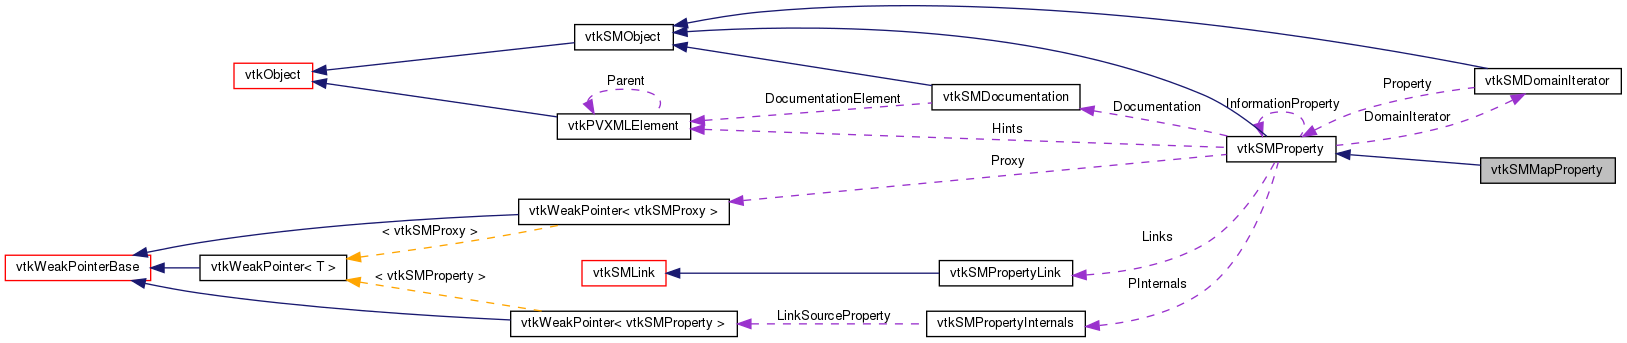 vtkSMObject
vtkObject
vtkSMDomainIterator
Parent
Property
vtkSMDocumentation
DocumentationElement
Documentation
InformationProperty
DomainIterator
vtkPVXMLElement
Hints
vtkSMProperty
Proxy
vtkSMMapProperty
vtkWeakPointer< vtkSMProxy >
< vtkSMProxy >
Links
vtkWeakPointerBase
vtkWeakPointer< T >
vtkSMLink
vtkSMPropertyLink
< vtkSMProperty >
PInternals
LinkSourceProperty
vtkWeakPointer< vtkSMProperty >
vtkSMPropertyInternals